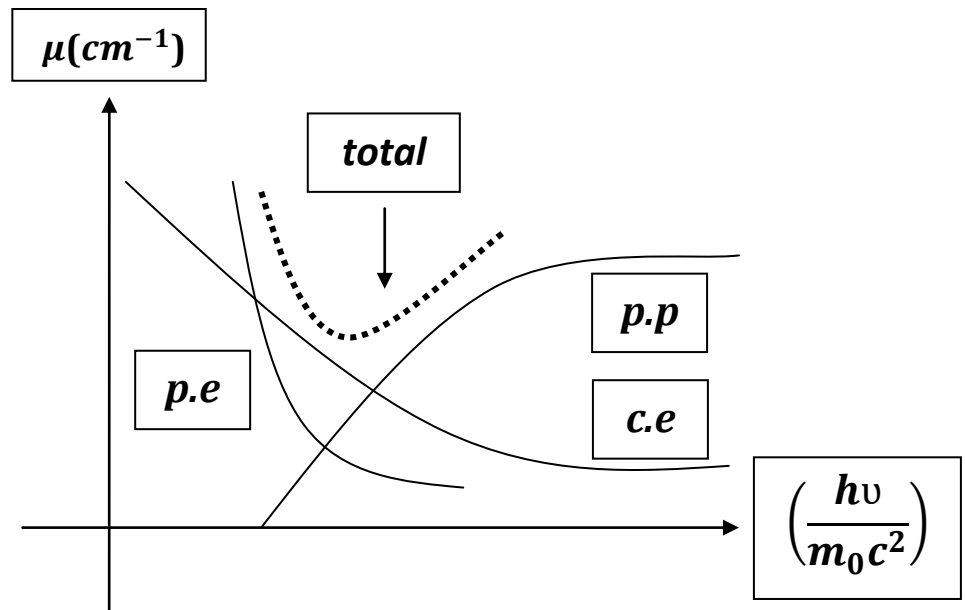 μ(cm⁻¹)
total
p.p
p.e
c.e
(hυ/m₀c²)